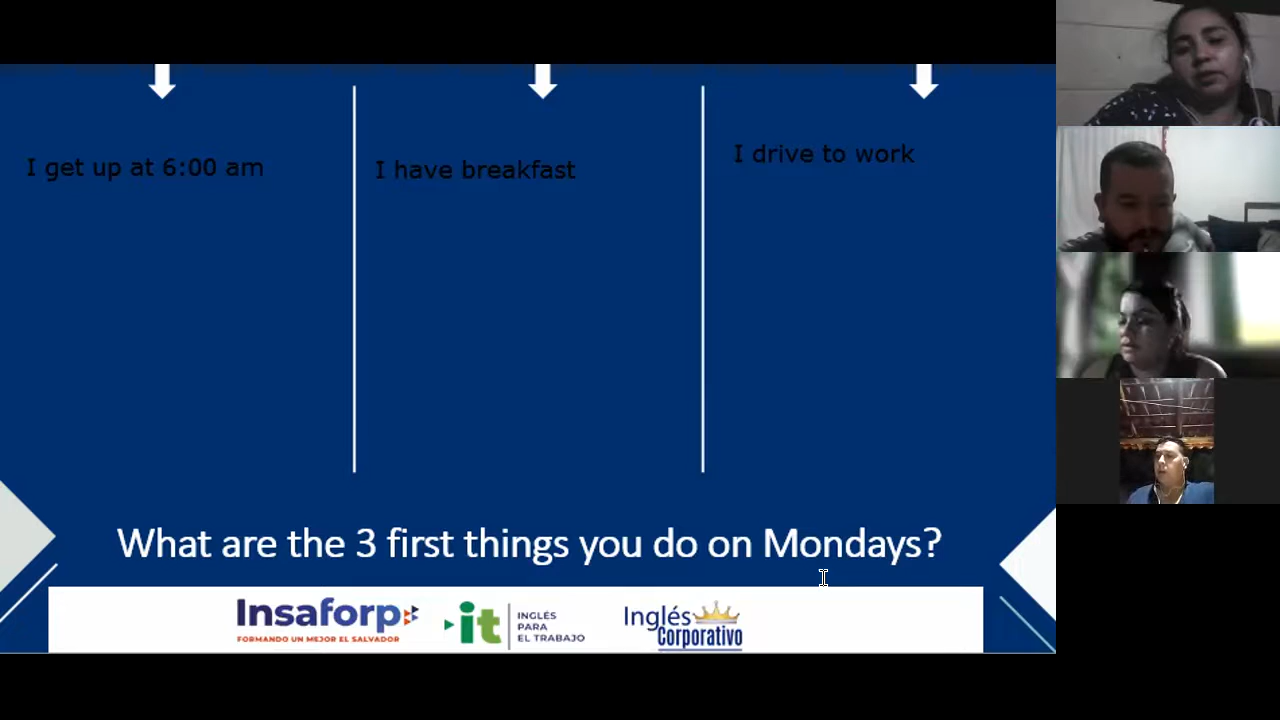 I get up at 6:00 am
I have breakfast
I drive to work
What are the 3 first things you do on Mondays?
Insaforp
FORMANDO UN MEJOR EL SALVADOR
it
INGLÉS
PARA
EL TRABAJO
Inglés
Corporativo